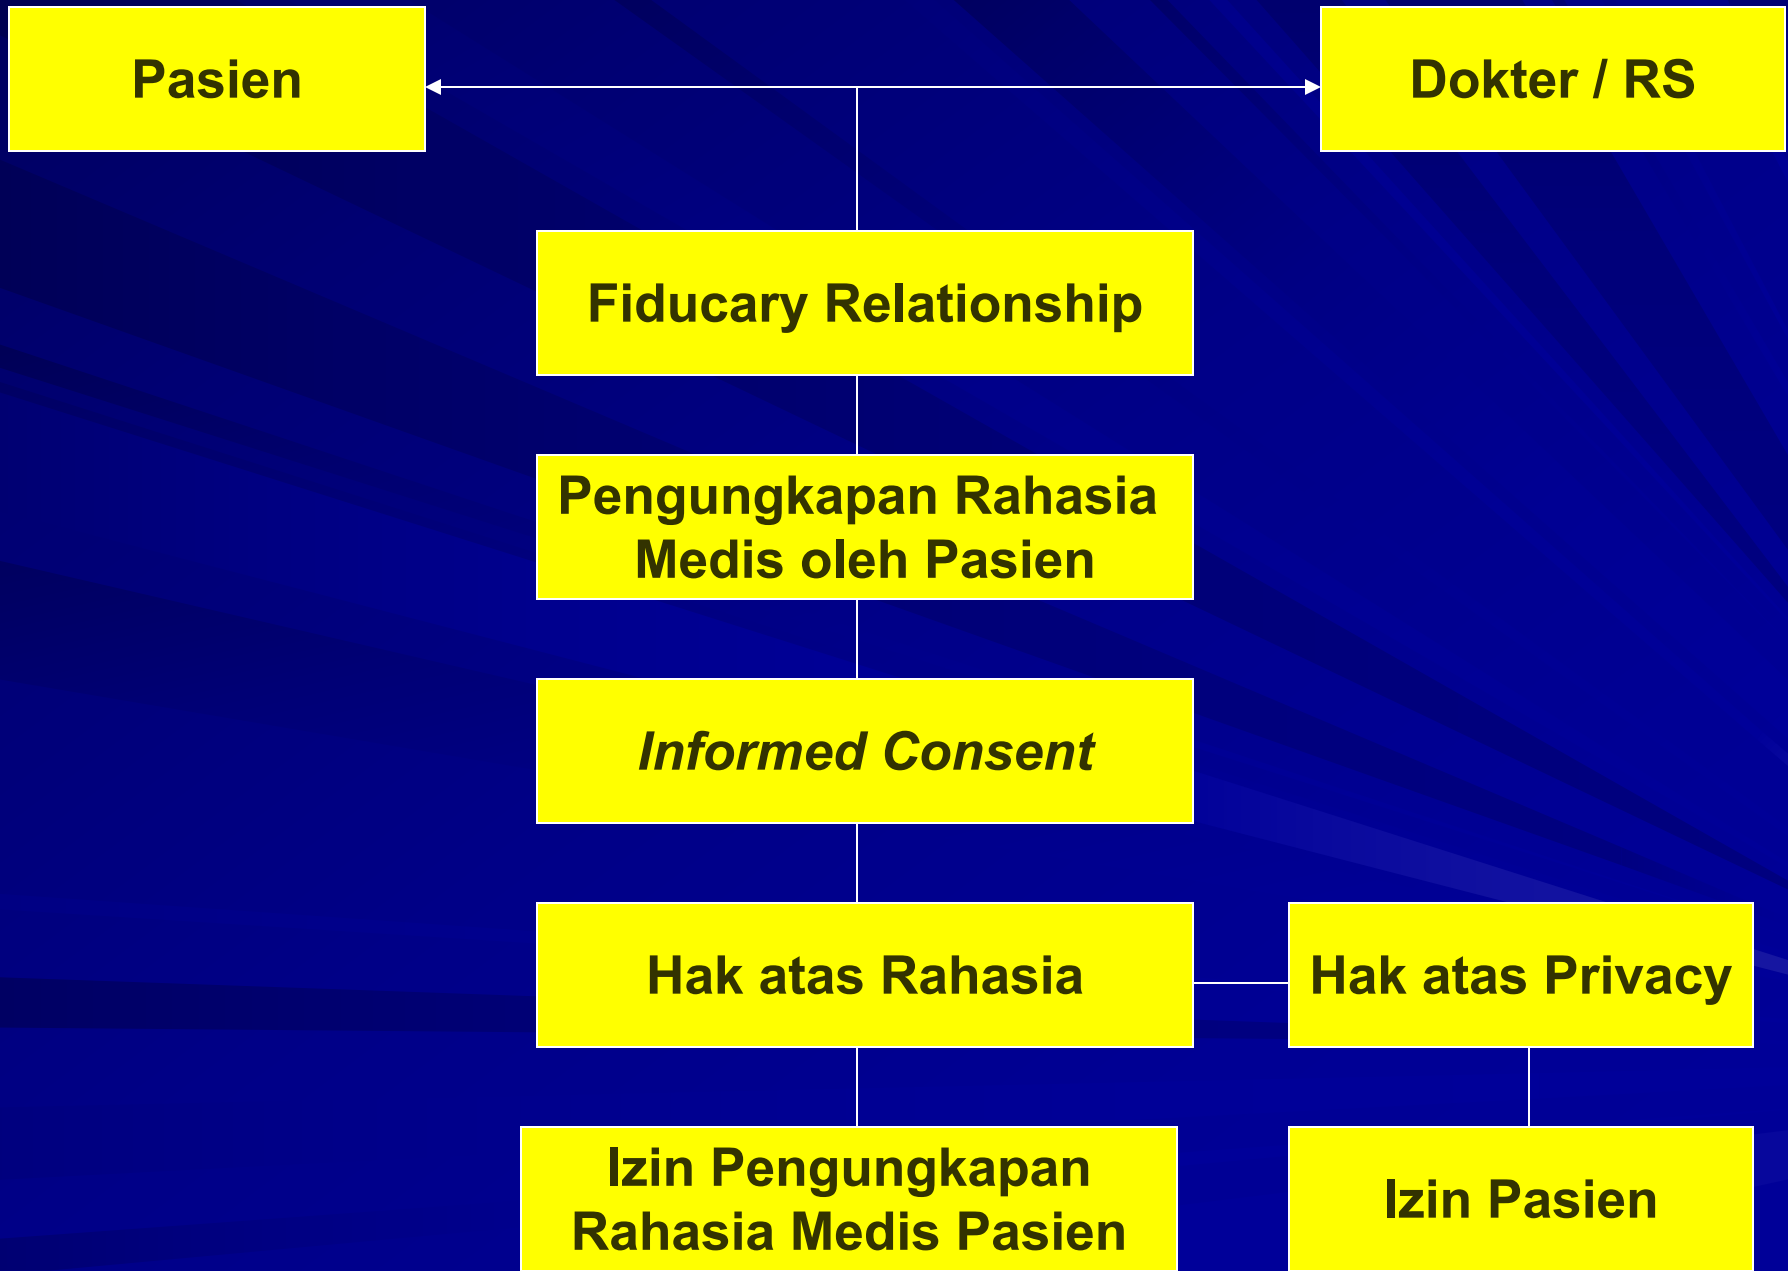 Pasien
Dokter / RS
Fiducary Relationship
Pengungkapan Rahasia
Medis oleh Pasien
Informed Consent
Hak atas Rahasia
Hak atas Privacy
Izin Pengungkapan
Rahasia Medis Pasien
Izin Pasien